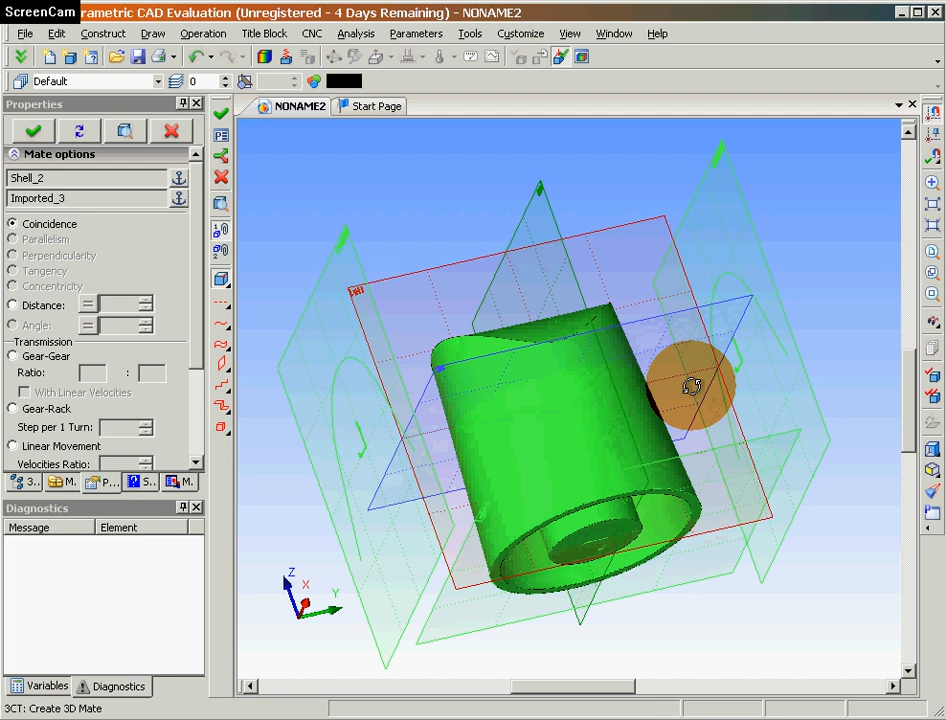 ScreenCam
rametric CAD Evaluation (Unregistered - 4 Days Remaining) - NONAME2
File Edit Construct Draw Operation Title Block CNC Analysis Parameters Tools Customize View Window Help
Default 0
Properties
NONAME2 Start Page
Mate options
Shell_2
Imported_3
Coincidence
Parallelism
Perpendicularity
Tangency
Concentricity
Distance:
Angle:
Transmission
Gear-Gear
Ratio: :
With Linear Velocities
Gear-Rack
Step per 1 Turn:
Linear Movement
Velocities Ratio:
3.. M. P... S.. M.
Diagnostics
Message Element
Z
X
Y
Variables Diagnostics
3CT: Create 3D Mate